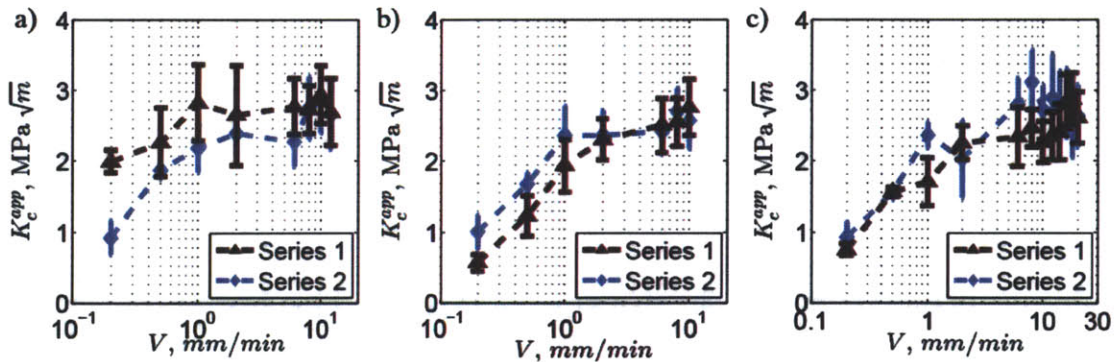 a)
4
3
2
1
0
K_c^{app}, MPa √m
10^{-1}
10^0
10^1
V, mm/min
Series 1
Series 2
b)
4
3
2
1
0
K_c^{app}, MPa √m
10^{-1}
10^0
10^1
V, mm/min
Series 1
Series 2
c)
4
3
2
1
0
K_c^{app}, MPa √m
0.1
1
10
30
V, mm/min
Series 1
Series 2